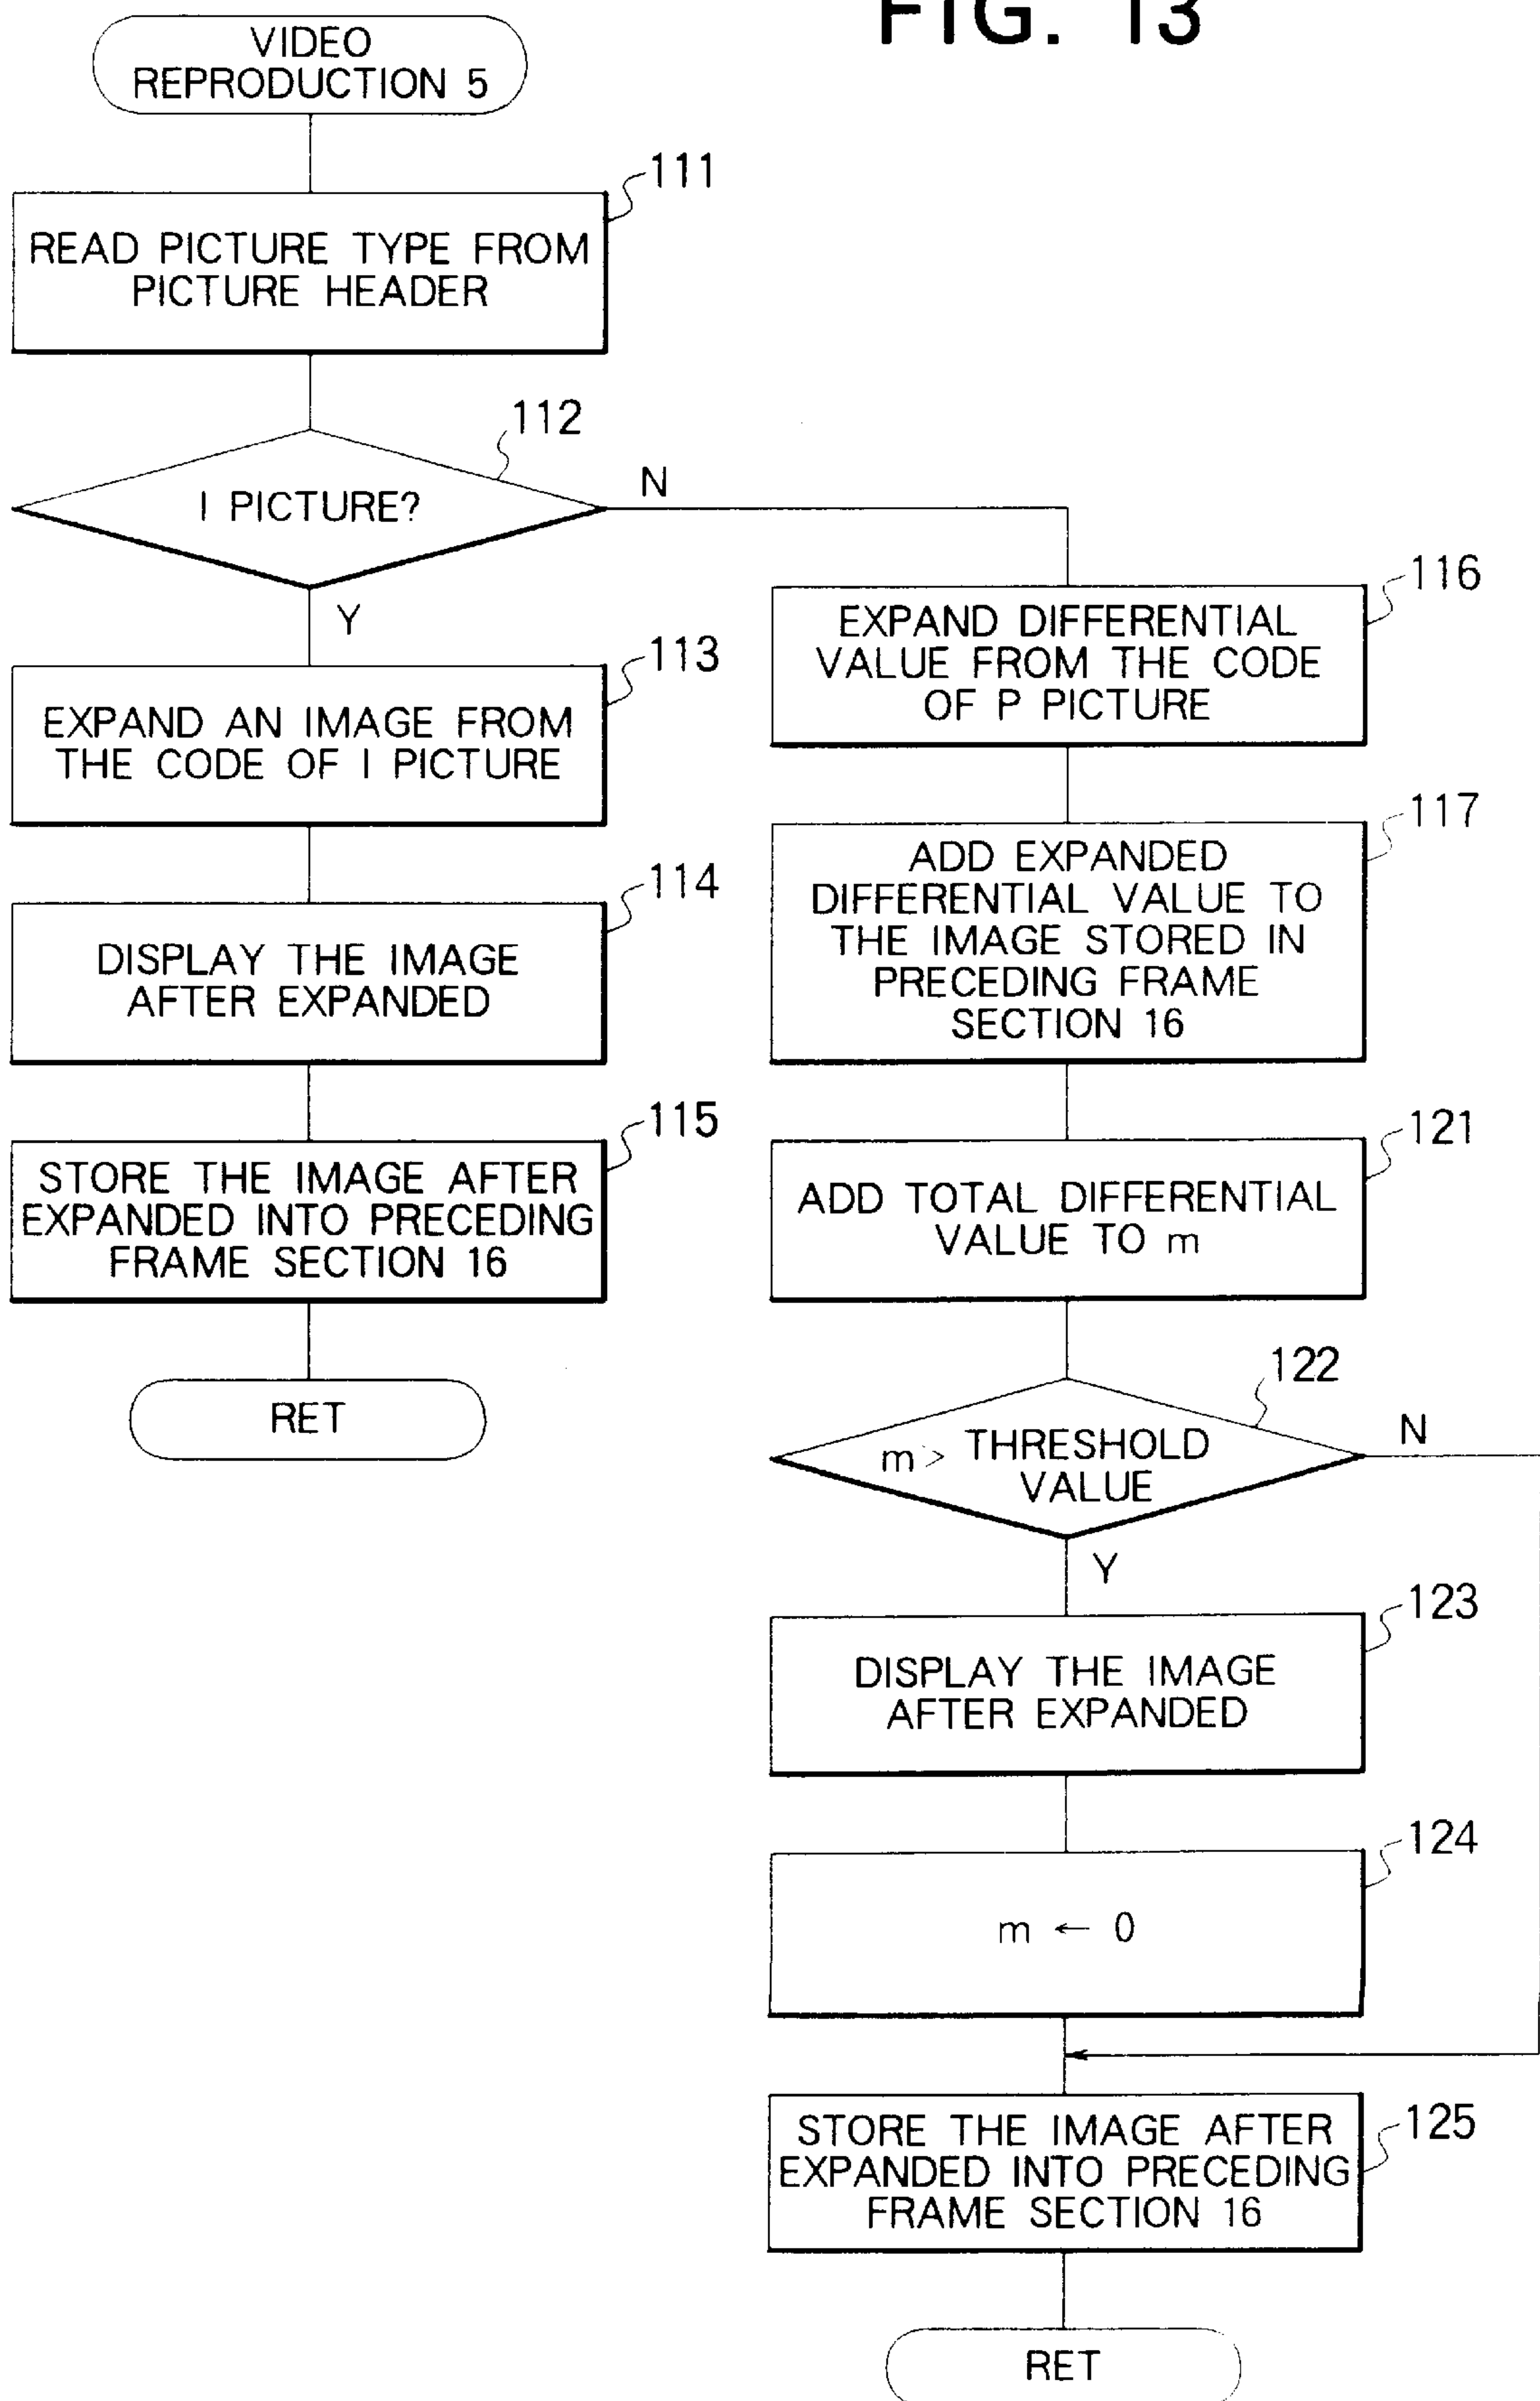 FIG. 13
VIDEO
REPRODUCTION 5
111
READ PICTURE TYPE FROM
PICTURE HEADER
112
I PICTURE?
N
Y
113
EXPAND AN IMAGE FROM
THE CODE OF I PICTURE
114
DISPLAY THE IMAGE
AFTER EXPANDED
115
STORE THE IMAGE AFTER
EXPANDED INTO PRECEDING
FRAME SECTION 16
RET
116
EXPAND DIFFERENTIAL
VALUE FROM THE CODE
OF P PICTURE
117
ADD EXPANDED
DIFFERENTIAL VALUE TO
THE IMAGE STORED IN
PRECEDING FRAME
SECTION 16
121
ADD TOTAL DIFFERENTIAL
VALUE TO m
122
m > THRESHOLD
VALUE
N
Y
123
DISPLAY THE IMAGE
AFTER EXPANDED
124
m ← 0
125
STORE THE IMAGE AFTER
EXPANDED INTO PRECEDING
FRAME SECTION 16
RET